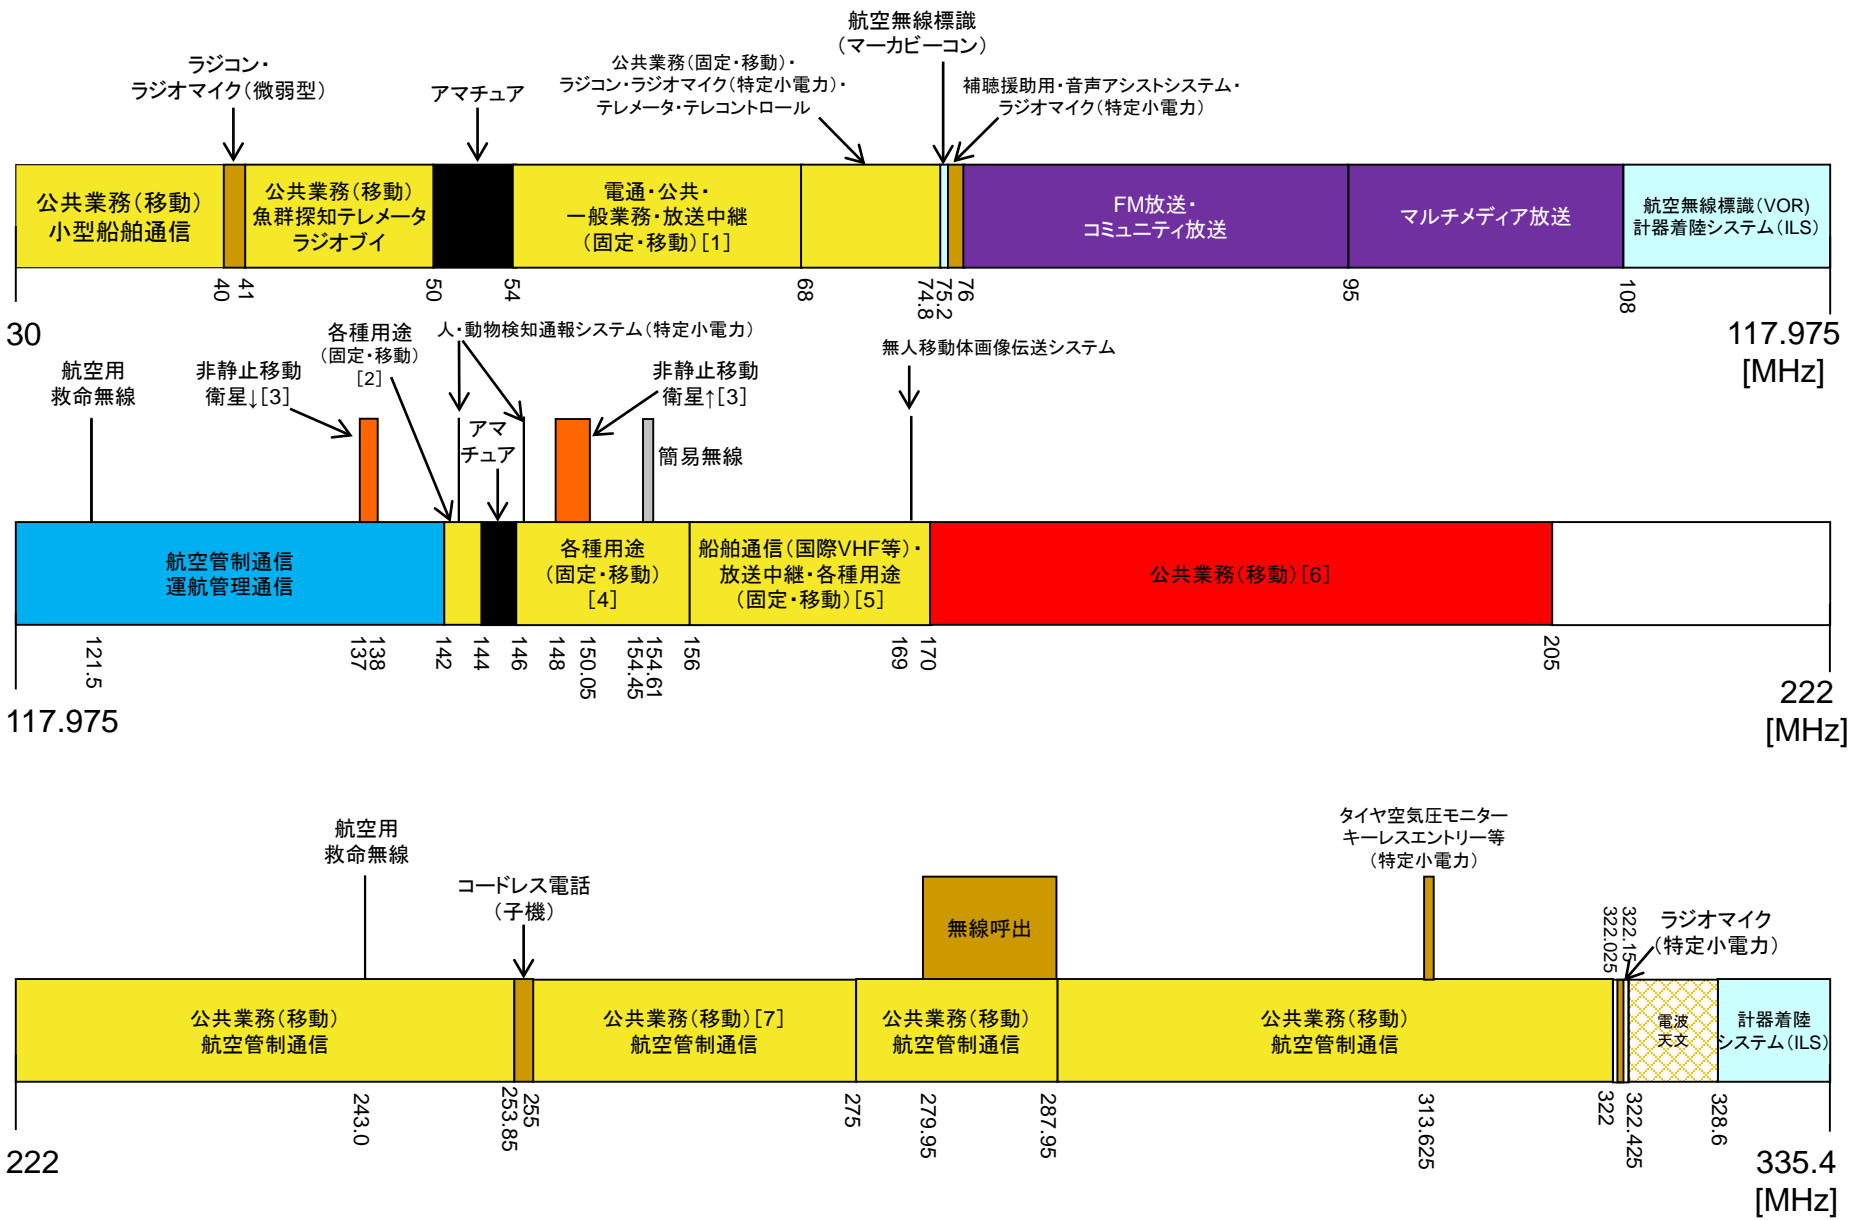 航空無線標識
（マーカビーコン）
ラジコン・
ラジオマイク（微弱型）
アマチュア
公共業務（固定・移動）・
ラジコン・ラジオマイク（特定小電力）・
テレメータ・テレコントロール
補聴援助用・音声アシストシステム・
ラジオマイク（特定小電力）
公共業務（移動）
小型船舶通信
公共業務（移動）
魚群探知テレメータ
ラジオブイ
電通・公共・
一般業務・放送中継
（固定・移動）[1]
FM放送・
コミュニティ放送
マルチメディア放送
航空無線標識（VOR)
計器着陸システム（ILS）
40
41
50
54
68
74.8
75.2
76
95
108
30
117.975
[MHz]
航空用
救命無線
非静止移動
衛星↓[3]
各種用途
（固定・移動）
[2]
人・動物検知通報システム（特定小電力）
非静止移動
衛星↑[3]
無人移動体画像伝送システム
アマ
チュア
簡易無線
航空管制通信
運航管理通信
各種用途
（固定・移動）
[4]
船舶通信（国際VHF等）・
放送中継・各種用途
（固定・移動）[5]
公共業務（移動）[6]
121.5
137
138
142
144
146
148
150.05
154.45
154.61
156
169
170
205
117.975
222
[MHz]
航空用
救命無線
コードレス電話
（子機）
無線呼出
タイヤ空気圧モニター
キーレスエントリー等
（特定小電力）
322.025
322.15
ラジオマイク
（特定小電力）
公共業務（移動）
航空管制通信
公共業務（移動）[7]
航空管制通信
公共業務（移動）
航空管制通信
公共業務（移動）
航空管制通信
電波
天文
計器着陸
システム（ILS）
243.0
253.85
255
275
279.95
287.95
313.625
322
322.425
328.6
222
335.4
[MHz]